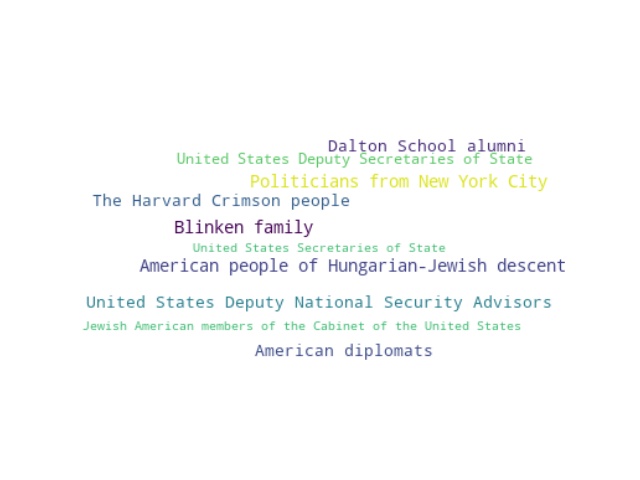 Dalton School alumni
United States Deputy Secretaries of State
Politicians from New York City
The Harvard Crimson people
Blinken family
United States Secretaries of State
American people of Hungarian-Jewish descent
United States Deputy National Security Advisors
Jewish American members of the Cabinet of the United States
American diplomats